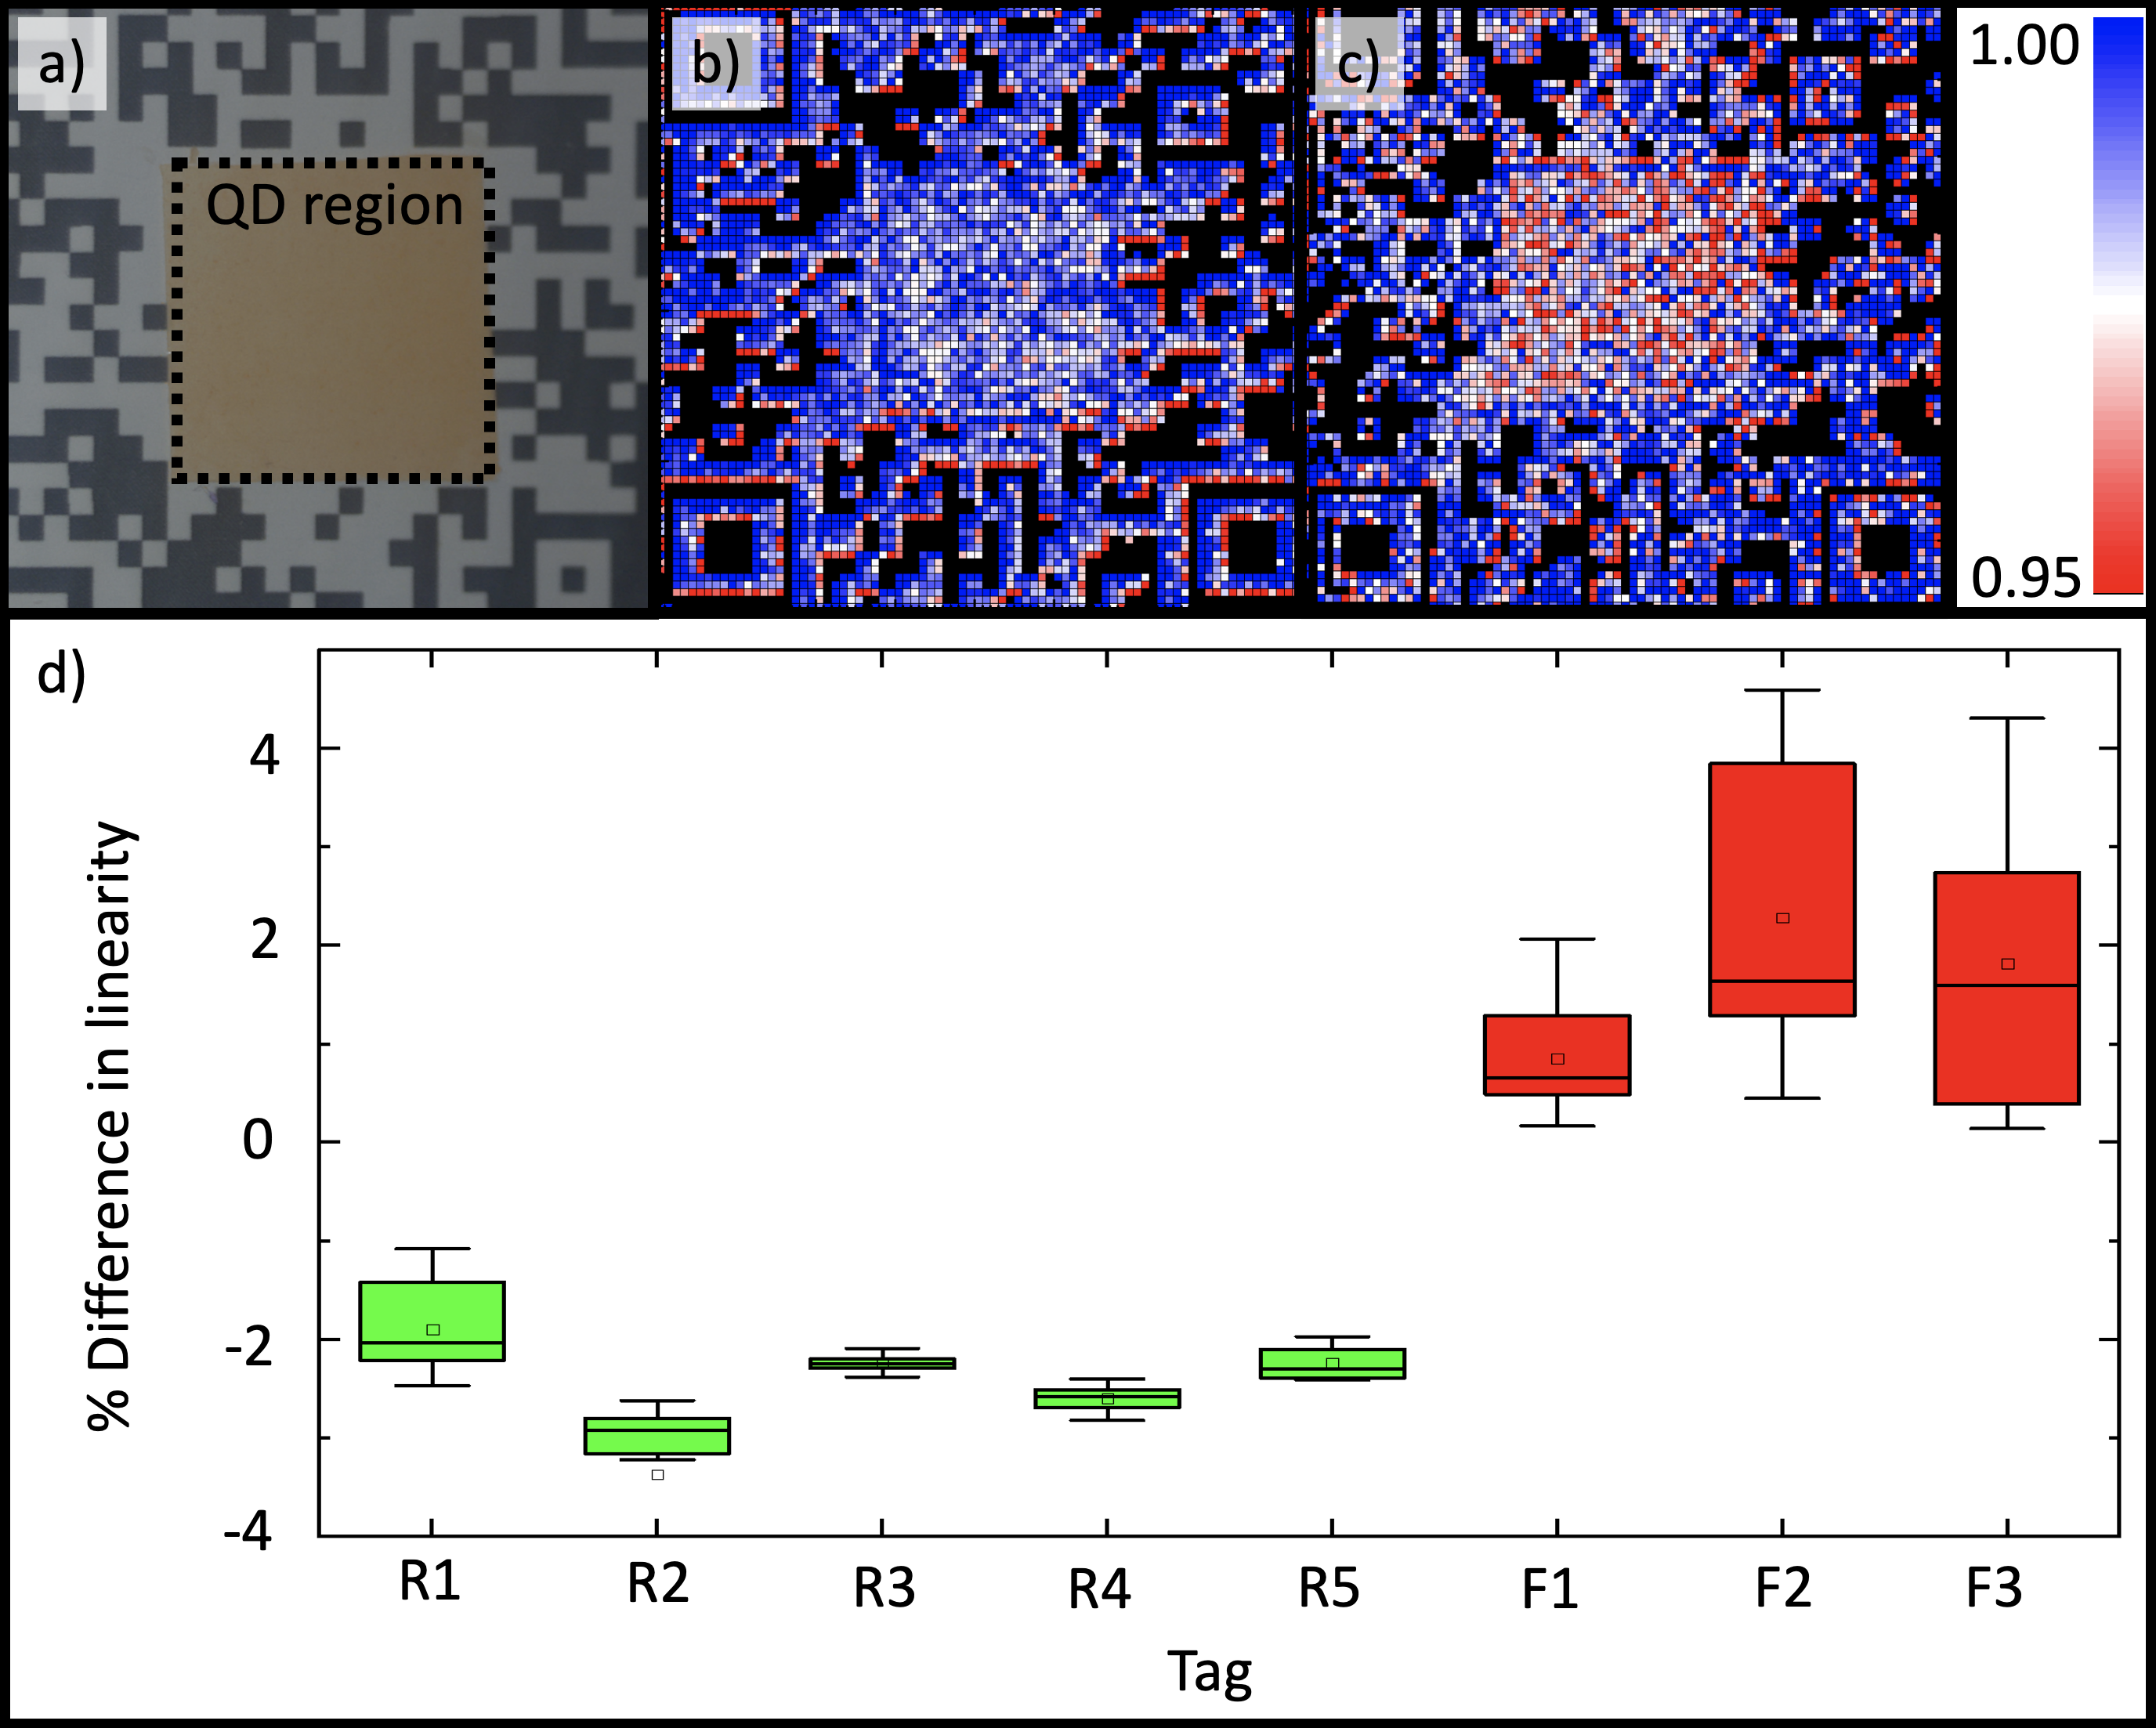 a)
QD region
b)
c)
1.00
0.95
d)
% Difference in linearity
4
2
0
-2
-4
R1 R2 R3 R4 R5 F1 F2 F3
Tag